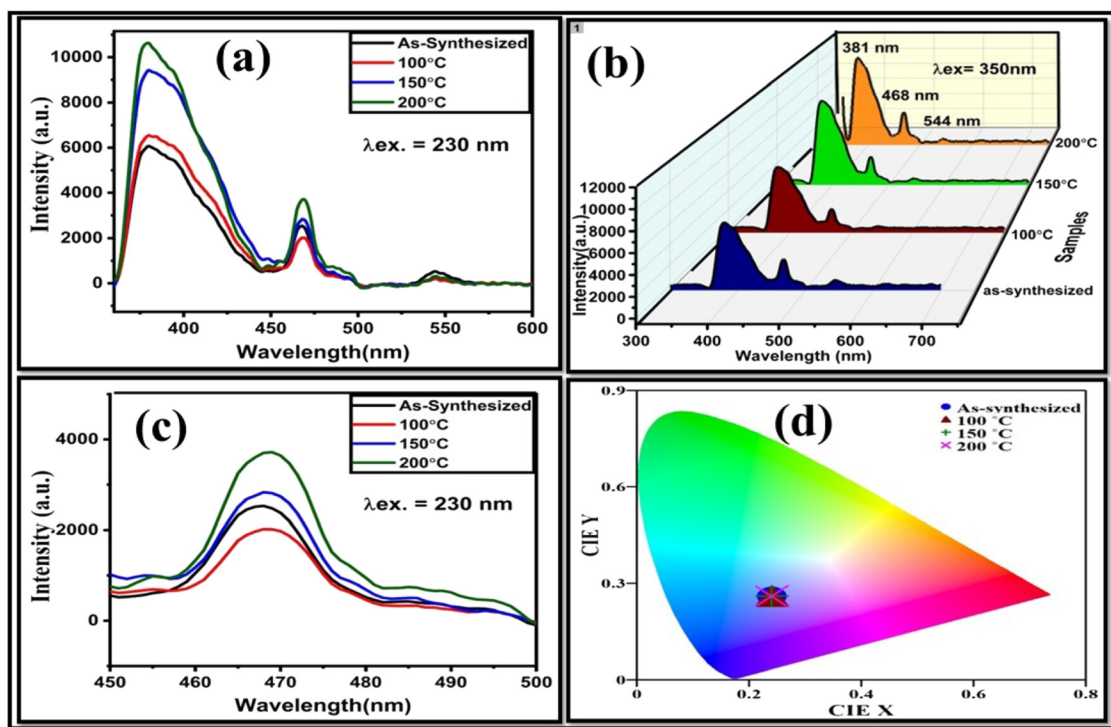 (a)
As-Synthesized
100°C
150°C
200°C
λex. = 230 nm
10000
8000
6000
4000
2000
0
Intensity (a.u.)
400
450
500
550
600
Wavelength(nm)
1
(b)
381 nm
λex= 350nm
468 nm
544 nm
200°C
150°C
100°C
as-synthesized
Samples
12000
10000
8000
6000
4000
2000
0
Intensity(a.u.)
300
400
500
600
700
Wavelength (nm)
(c)
As-Synthesized
100°C
150°C
200°C
λex. = 230 nm
4000
2000
0
Intensity (a.u.)
450
460
470
480
490
500
Wavelength(nm)
(d)
As-synthesized
100 °C
150 °C
200 °C
0.9
0.6
0.3
0
CIE Y
0
0.2
0.4
0.6
0.8
CIE X